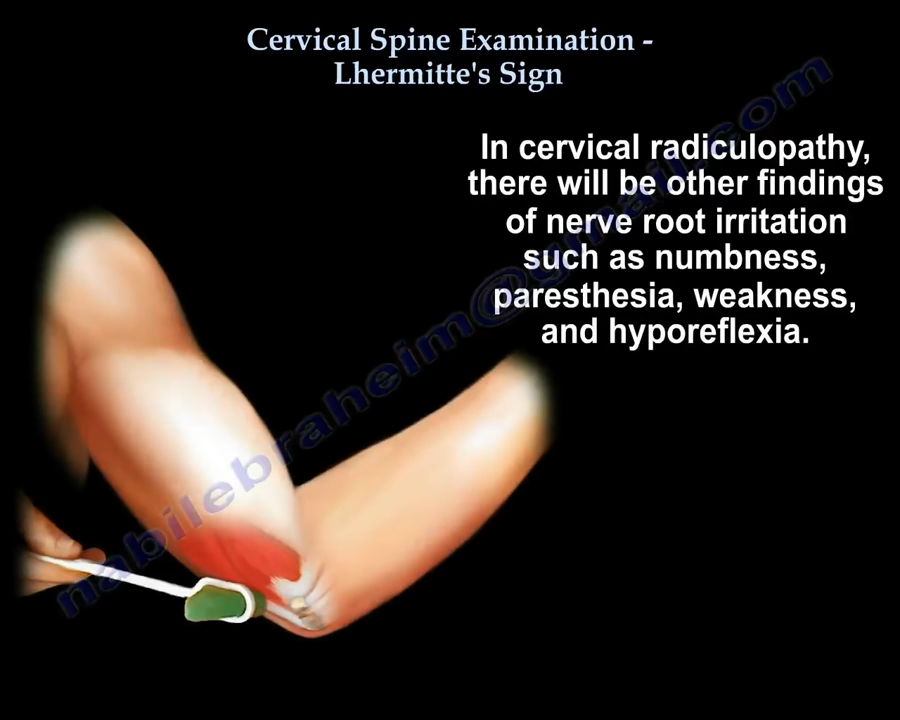 Cervical Spine Examination -
Lhermitte's Sign
In cervical radiculopathy,
there will be other findings
of nerve root irritation
such as numbness,
paresthesia, weakness,
and hyporeflexia.
nabilebraheim@gmail.com